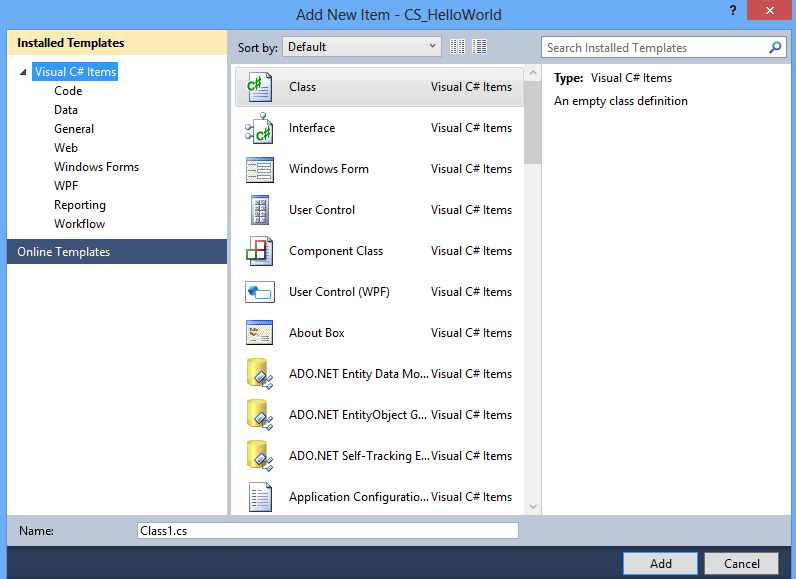 Add New Item - CS_HelloWorld
?
Installed Templates
Sort by: Default
Search Installed Templates
Visual C# Items
Code
Data
General
Web
Windows Forms
WPF
Reporting
Workflow
Online Templates
Class Visual C# Items
Interface Visual C# Items
Windows Form Visual C# Items
User Control Visual C# Items
Component Class Visual C# Items
User Control (WPF) Visual C# Items
About Box Visual C# Items
ADO.NET Entity Data Mo... Visual C# Items
ADO.NET EntityObject G... Visual C# Items
ADO.NET Self-Tracking E... Visual C# Items
Application Configuratio... Visual C# Items
Type: Visual C# Items
An empty class definition
Name: Class1.cs
Add Cancel